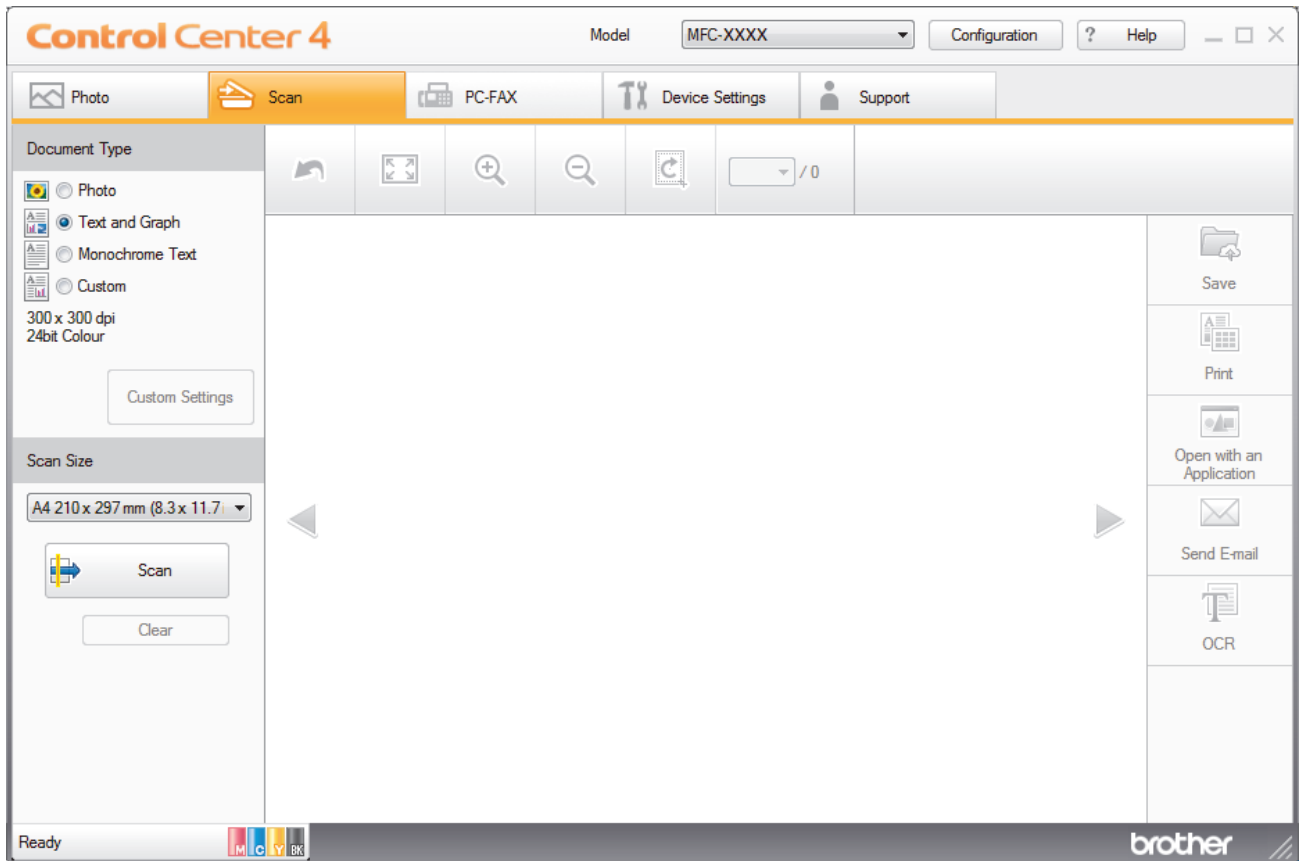 Control Center 4
Model
MFC-XXXX
Configuration
? Help
Photo
Scan
PC-FAX
Device Settings
Support
Document Type
Photo
Text and Graph
Monochrome Text
Custom
300 x 300 dpi
24bit Colour
Custom Settings
Scan Size
A4 210 x 297 mm (8.3 x 11.7
Scan
Clear
/ 0
Save
Print
Open with an
Application
Send E-mail
OCR
Ready
M C Y BK
brother